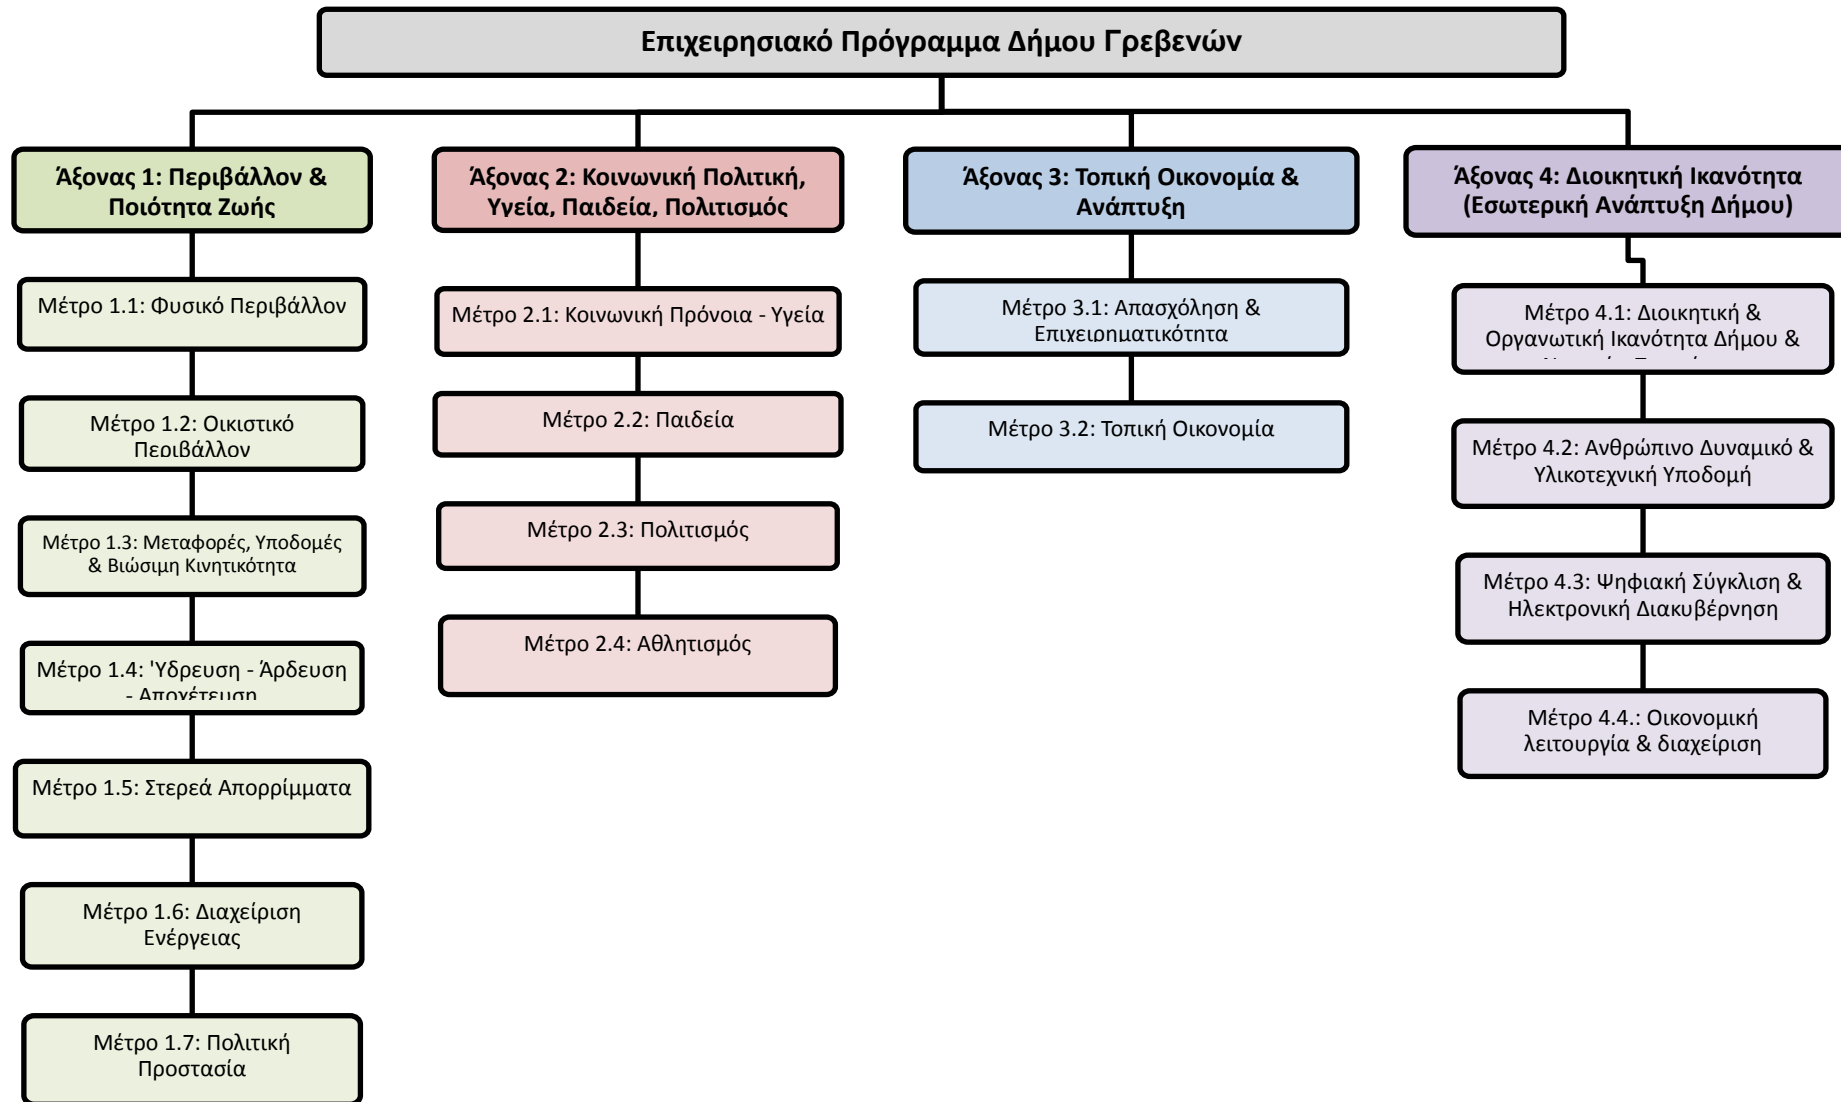 Επιχειρησιακό Πρόγραμμα Δήμου Γρεβενών
Άξονας 1: Περιβάλλον &
Ποιότητα Ζωής
Μέτρο 1.1: Φυσικό Περιβάλλον
Μέτρο 1.2: Οικιστικό
Περιβάλλον
Μέτρο 1.3: Μεταφορές, Υποδομές
& Βιώσιμη Κινητικότητα
Μέτρο 1.4: 'Υδρευση - Άρδευση
- Αποχέτευση
Μέτρο 1.5: Στερεά Απορρίμματα
Μέτρο 1.6: Διαχείριση
Ενέργειας
Μέτρο 1.7: Πολιτική
Προστασία
Άξονας 2: Κοινωνική Πολιτική,
Υγεία, Παιδεία, Πολιτισμός
Μέτρο 2.1: Κοινωνική Πρόνοια - Υγεία
Μέτρο 2.2: Παιδεία
Μέτρο 2.3: Πολιτισμός
Μέτρο 2.4: Αθλητισμός
Άξονας 3: Τοπική Οικονομία &
Ανάπτυξη
Μέτρο 3.1: Απασχόληση &
Επιχειρηματικότητα
Μέτρο 3.2: Τοπική Οικονομία
Άξονας 4: Διοικητική Ικανότητα
(Εσωτερική Ανάπτυξη Δήμου)
Μέτρο 4.1: Διοικητική &
Οργανωτική Ικανότητα Δήμου &
Μέτρο 4.2: Ανθρώπινο Δυναμικό &
Υλικοτεχνική Υποδομή
Μέτρο 4.3: Ψηφιακή Σύγκλιση &
Ηλεκτρονική Διακυβέρνηση
Μέτρο 4.4.: Οικονομική
λειτουργία & διαχείριση